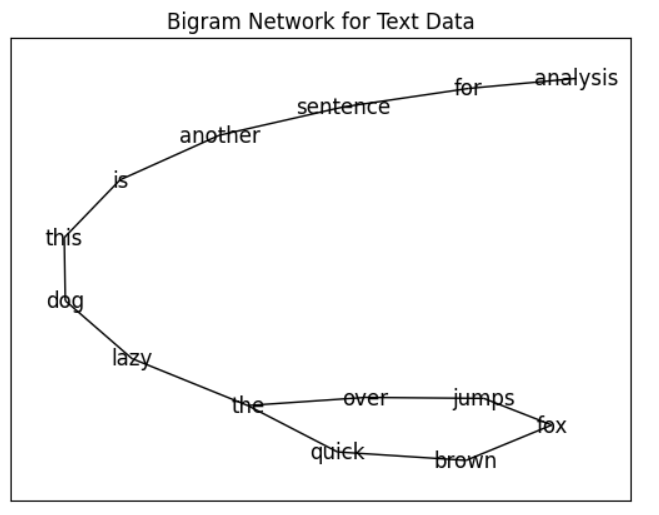 Bigram Network for Text Data
analysis
for
sentence
another
is
this
dog
lazy
the
over
jumps
fox
quick
brown